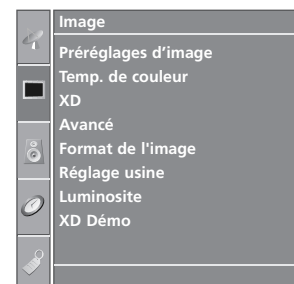 Image
Préréglages d’image
Temp. de couleur
XD
Avancé
Format de l'image
Réglage usine
Luminosite
XD Démo